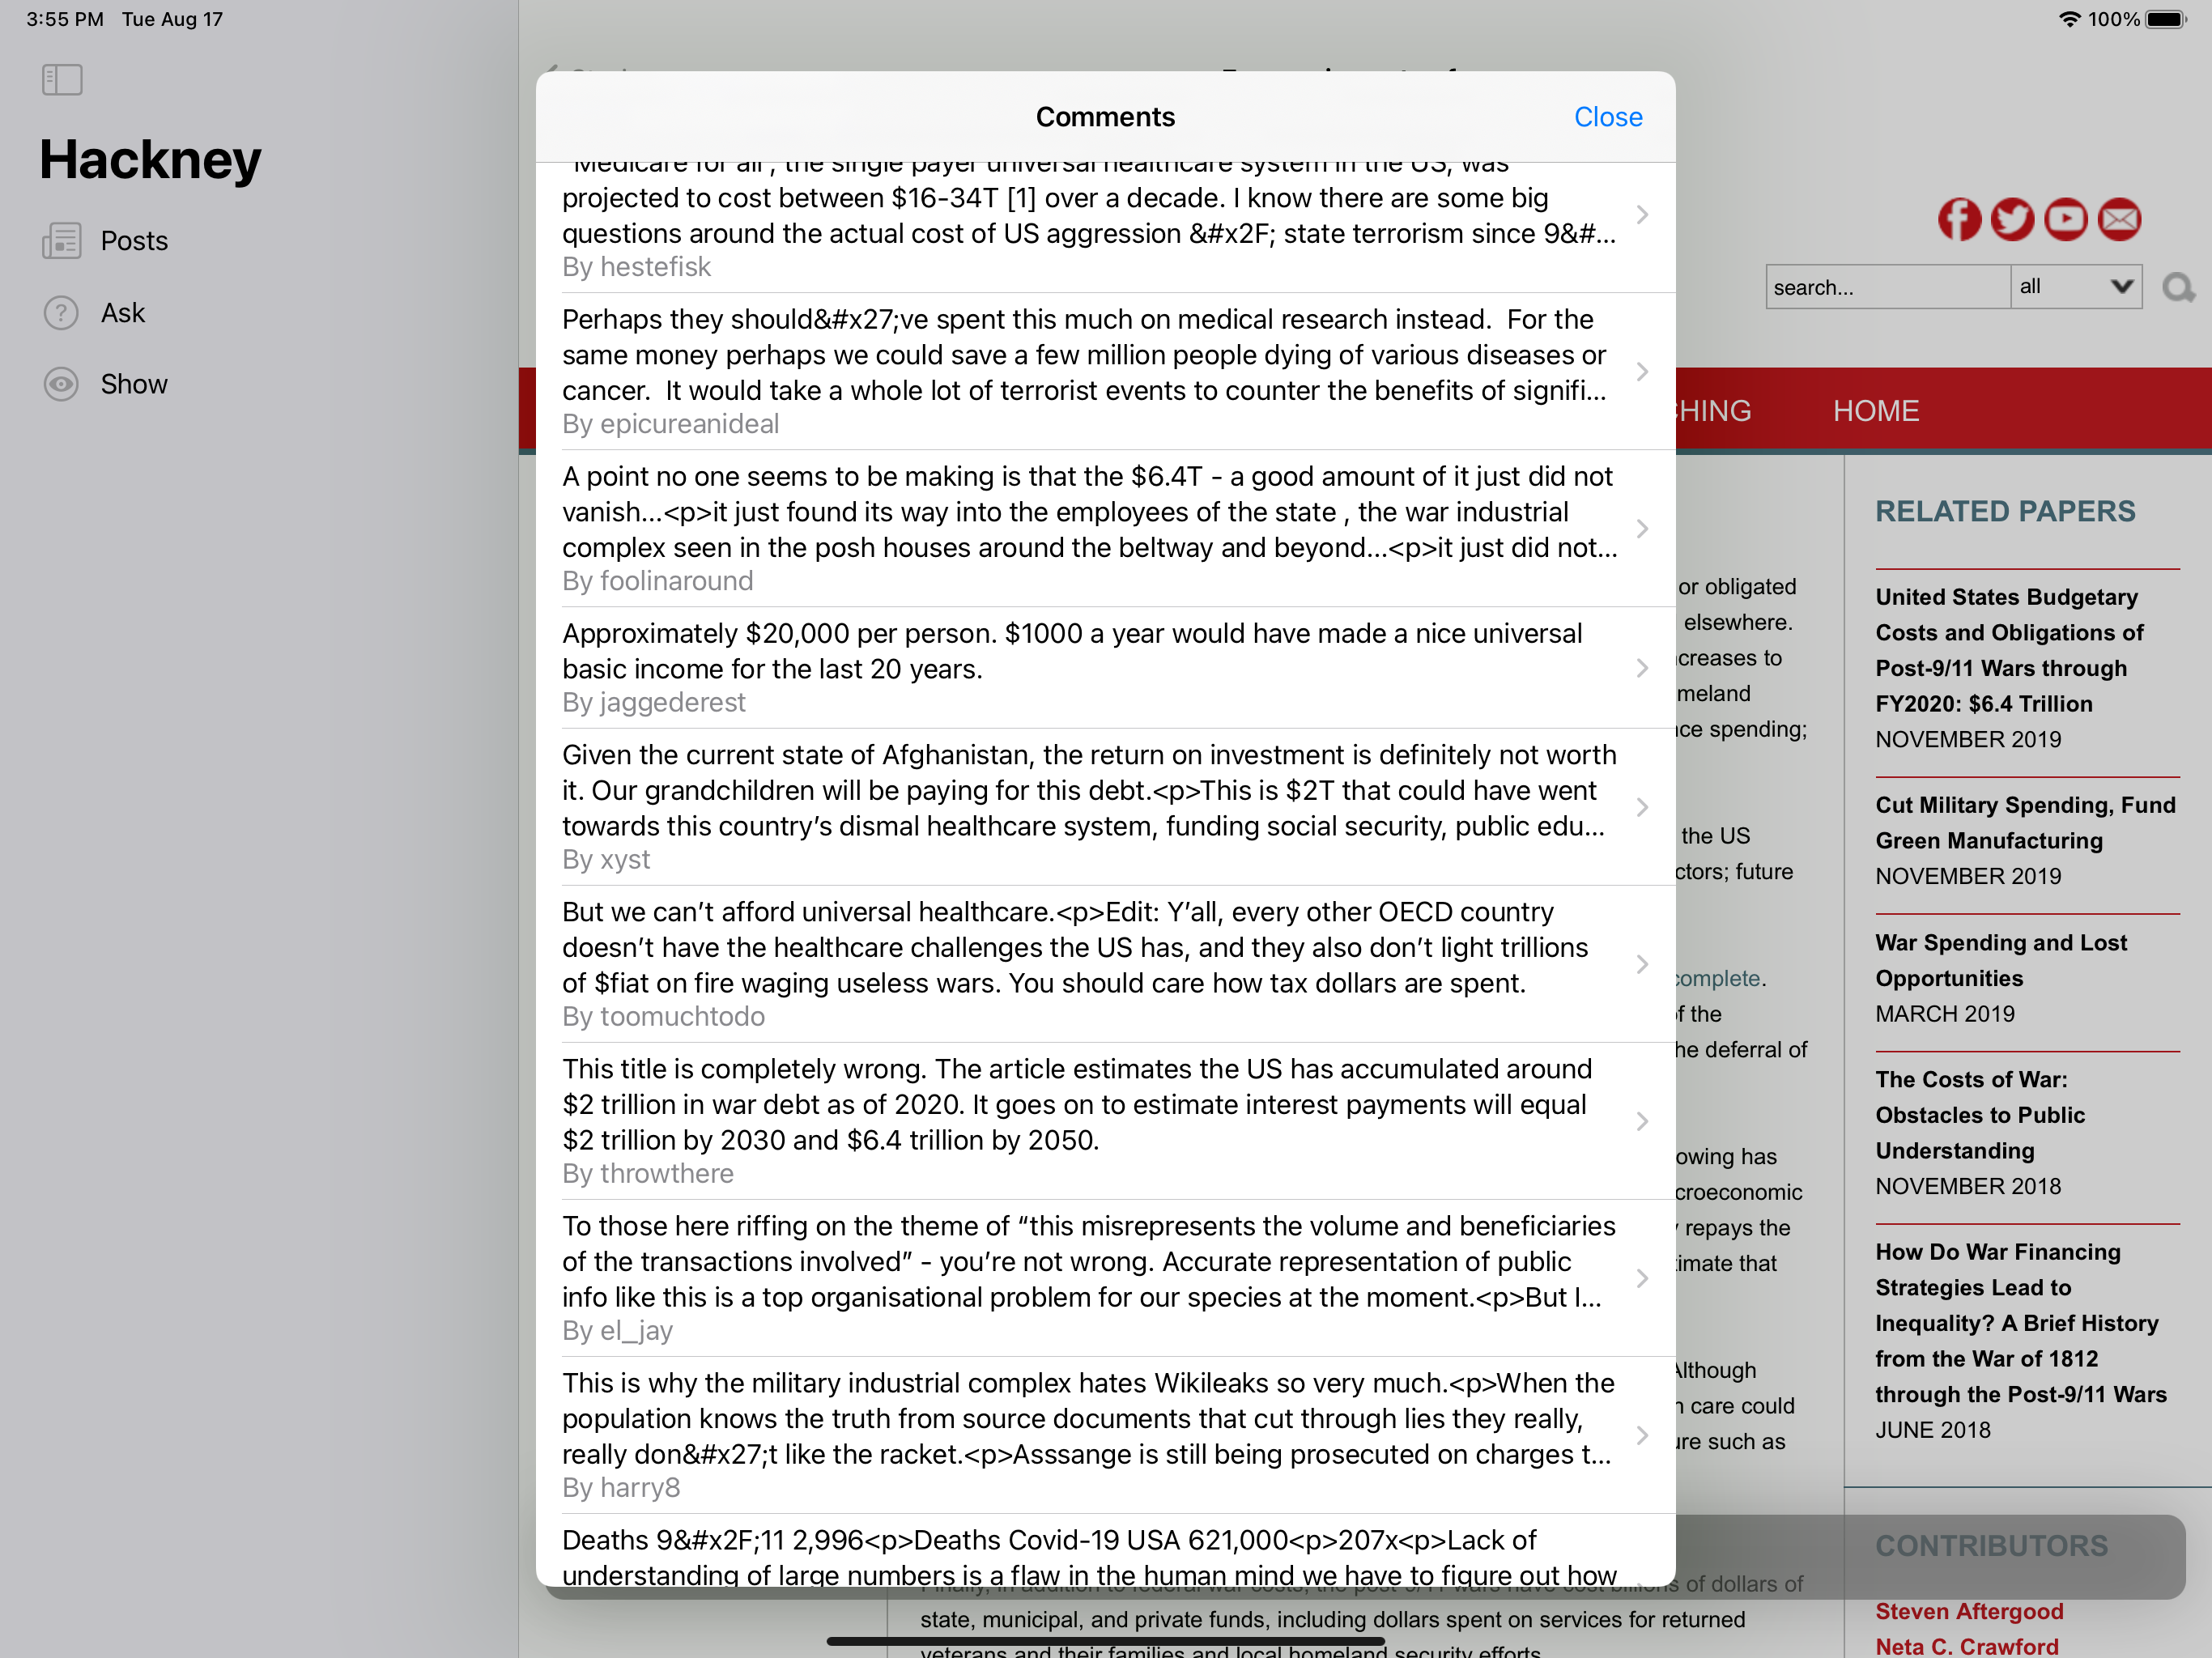 3:55 PM Tue Aug 17
100%
Hackney
Posts
Ask
Show
Comments
Close
"Medicare for all", the single payer universal healthcare system in the US, was
projected to cost between $16-34T [1] over a decade. I know there are some big
questions around the actual cost of US aggression &#x2F; state terrorism since 9&#...
By hestefisk
Perhaps they should&#x27;ve spent this much on medical research instead.  For the
same money perhaps we could save a few million people dying of various diseases or
cancer.  It would take a whole lot of terrorist events to counter the benefits of signifi...
By epicureanideal
A point no one seems to be making is that the $6.4T - a good amount of it just did not
vanish...<p>it just found its way into the employees of the state , the war industrial
complex seen in the posh houses around the beltway and beyond...<p>it just did not...
By foolinaround
Approximately $20,000 per person. $1000 a year would have made a nice universal
basic income for the last 20 years.
By jaggederest
Given the current state of Afghanistan, the return on investment is definitely not worth
it. Our grandchildren will be paying for this debt.<p>This is $2T that could have went
towards this country’s dismal healthcare system, funding social security, public edu...
By xyst
But we can’t afford universal healthcare.<p>Edit: Y’all, every other OECD country
doesn’t have the healthcare challenges the US has, and they also don’t light trillions
of $fiat on fire waging useless wars. You should care how tax dollars are spent.
By toomuchtodo
This title is completely wrong. The article estimates the US has accumulated around
$2 trillion in war debt as of 2020. It goes on to estimate interest payments will equal
$2 trillion by 2030 and $6.4 trillion by 2050.
By throwthere
To those here riffing on the theme of “this misrepresents the volume and beneficiaries
of the transactions involved” - you’re not wrong. Accurate representation of public
info like this is a top organisational problem for our species at the moment.<p>But I...
By el_jay
This is why the military industrial complex hates Wikileaks so very much.<p>When the
population knows the truth from source documents that cut through lies they really,
really don&#x27;t like the racket.<p>Asssange is still being prosecuted on charges t...
By harry8
Deaths 9&#x2F;11 2,996<p>Deaths Covid-19 USA 621,000<p>207x<p>Lack of
understanding of large numbers is a flaw in the human mind we have to figure out how
search...
all
CHING
HOME
or obligated
elsewhere.
creases to
meland
ce spending;
the US
ctors; future
complete.
of the
he deferral of
owing has
croeconomic
repays the
imate that
Although
care could
ure such as
of dollars of
state, municipal, and private funds, including dollars spent on services for returned
veterans and their families and local homeland security efforts.
RELATED PAPERS
United States Budgetary
Costs and Obligations of
Post-9/11 Wars through
FY2020: $6.4 Trillion
NOVEMBER 2019
Cut Military Spending, Fund
Green Manufacturing
NOVEMBER 2019
War Spending and Lost
Opportunities
MARCH 2019
The Costs of War:
Obstacles to Public
Understanding
NOVEMBER 2018
How Do War Financing
Strategies Lead to
Inequality? A Brief History
from the War of 1812
through the Post-9/11 Wars
JUNE 2018
CONTRIBUTORS
Steven Aftergood
Neta C. Crawford